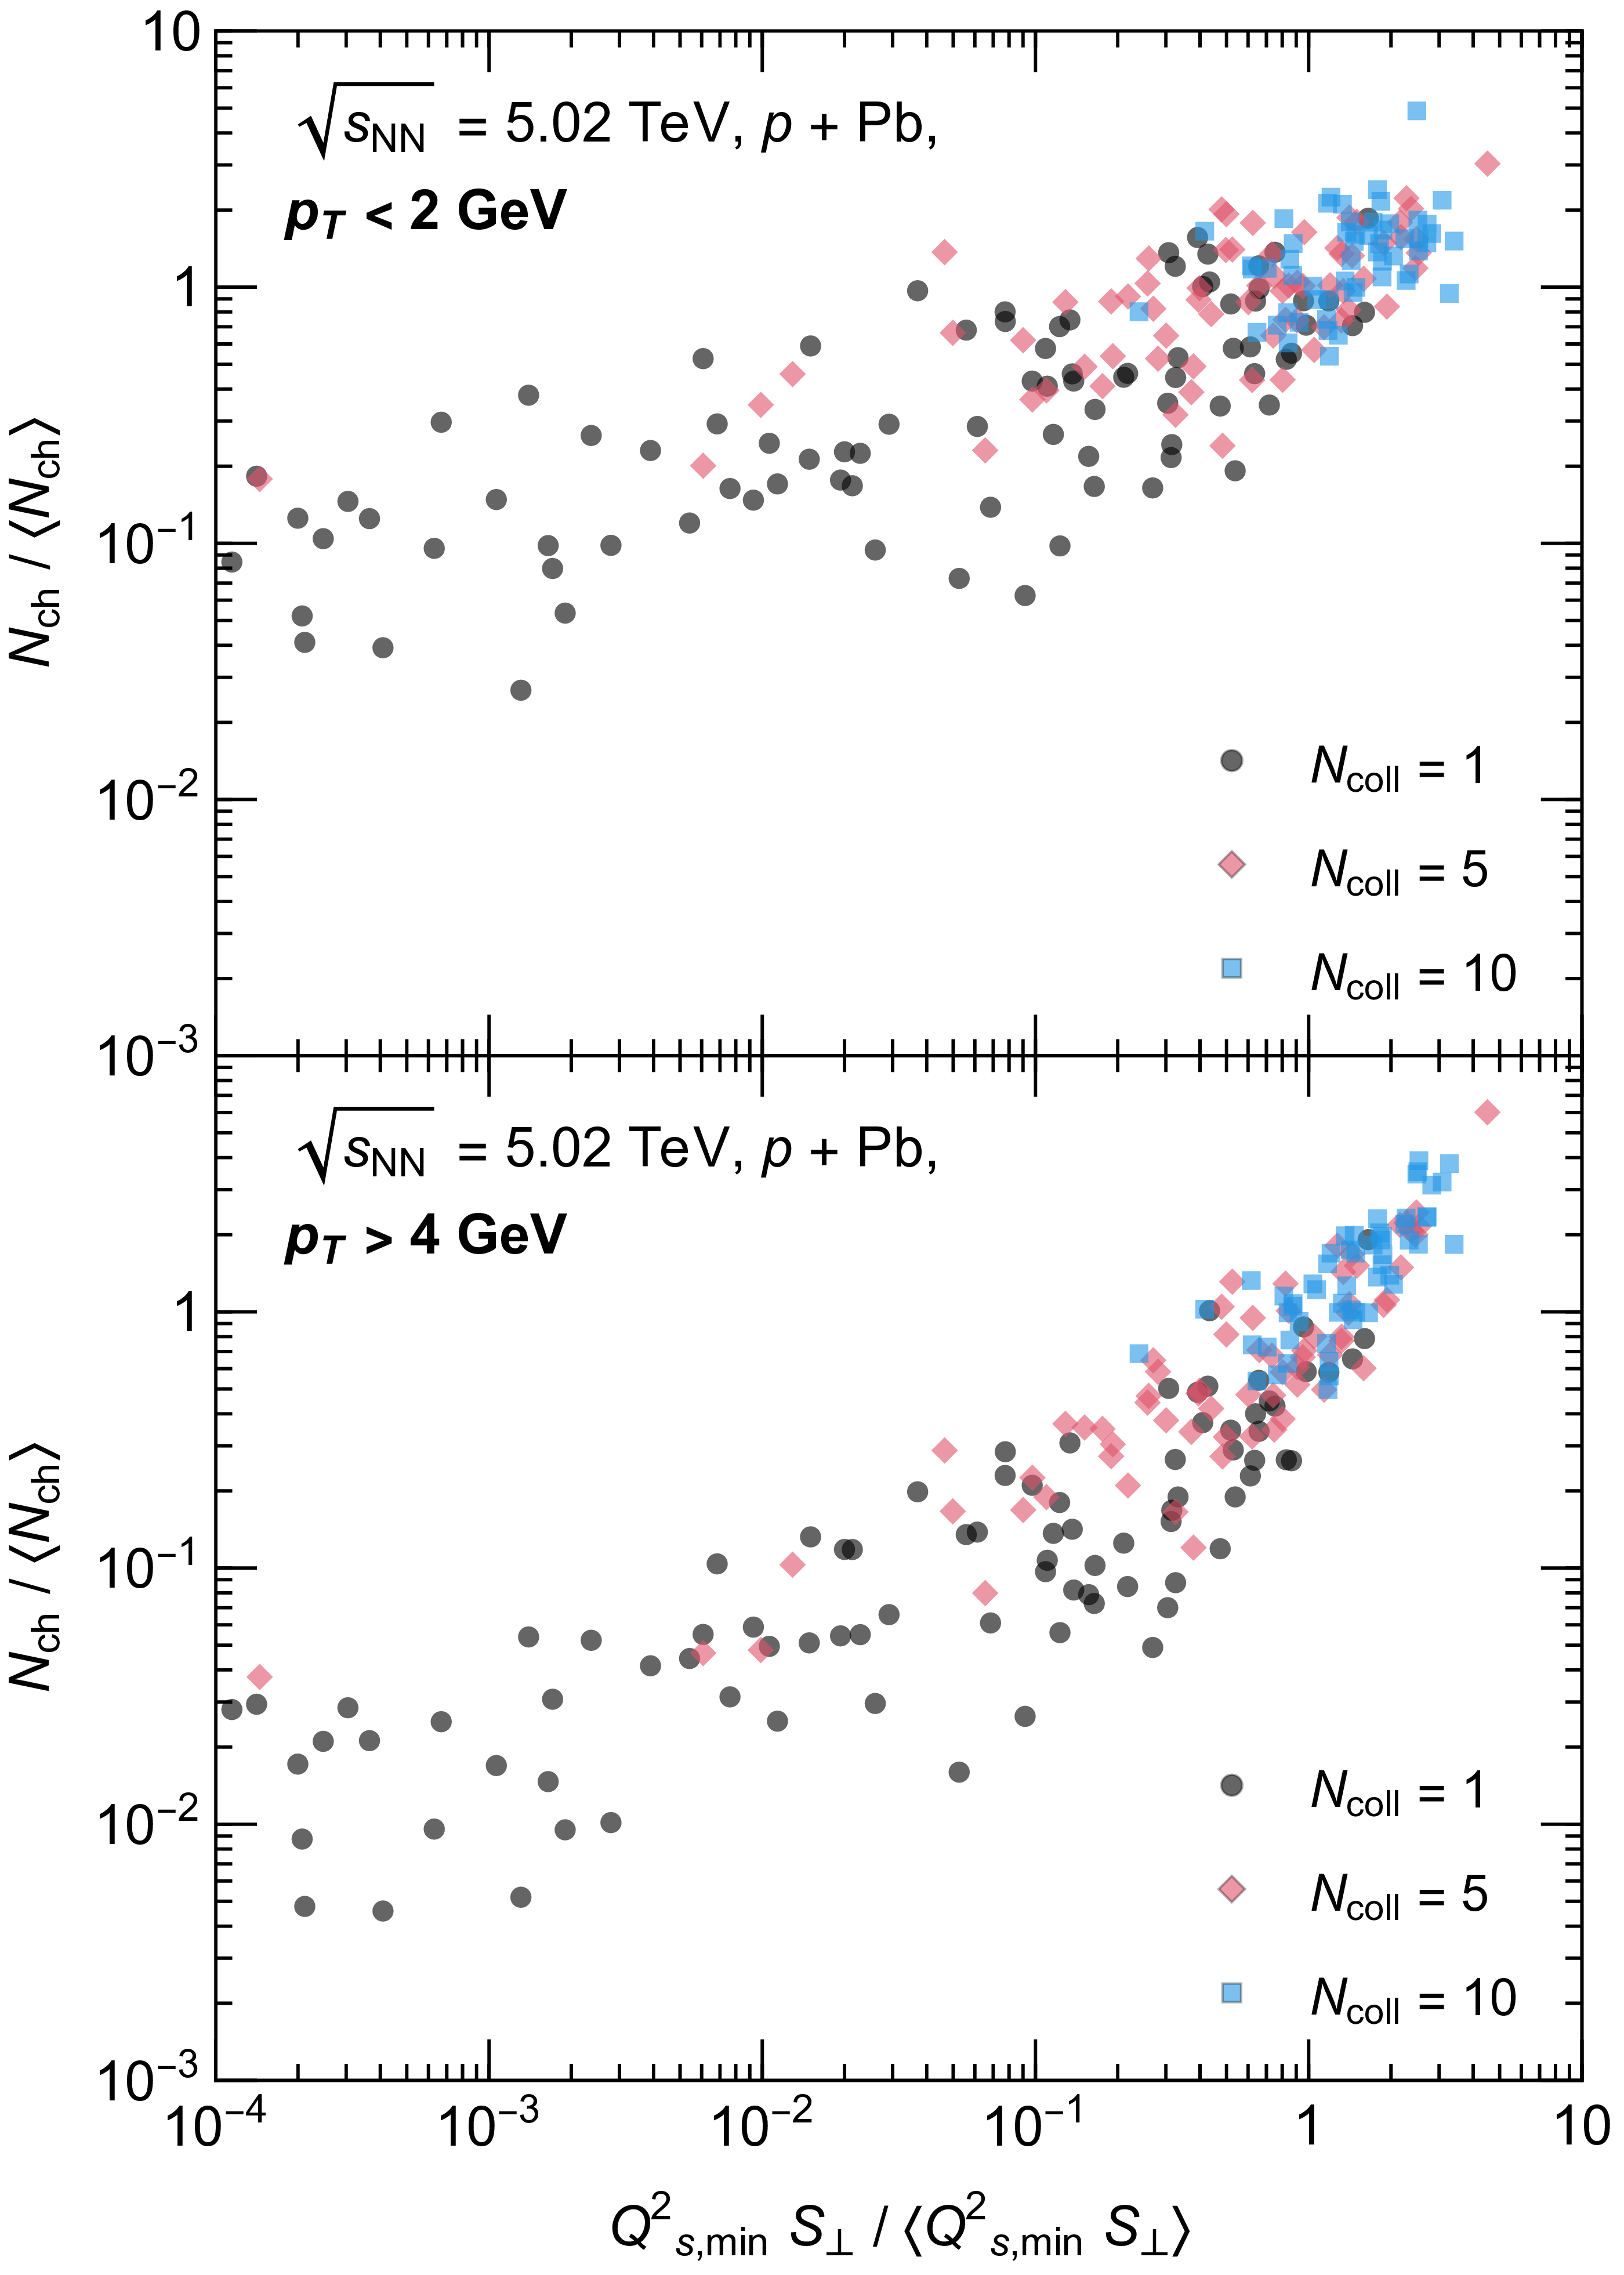 10
√sNN = 5.02 TeV, p + Pb,
pT < 2 GeV
1
Nch / ⟨Nch⟩
10−1
10−2
Ncoll = 1
Ncoll = 5
Ncoll = 10
10−3
√sNN = 5.02 TeV, p + Pb,
pT > 4 GeV
1
Nch / ⟨Nch⟩
10−1
10−2
Ncoll = 1
Ncoll = 5
Ncoll = 10
10−3
10−4 10−3 10−2 10−1 1 10
Q2s,min S⊥ / ⟨Q2s,min S⊥⟩